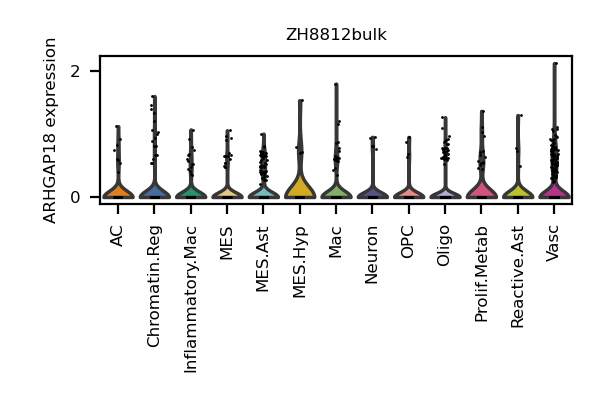 ZH8812bulk
ARHGAP18 expression
2
0
AC
Chromatin.Reg
Inflammatory.Mac
MES
MES.Ast
MES.Hyp
Mac
Neuron
OPC
Oligo
Prolif.Metab
Reactive.Ast
Vasc